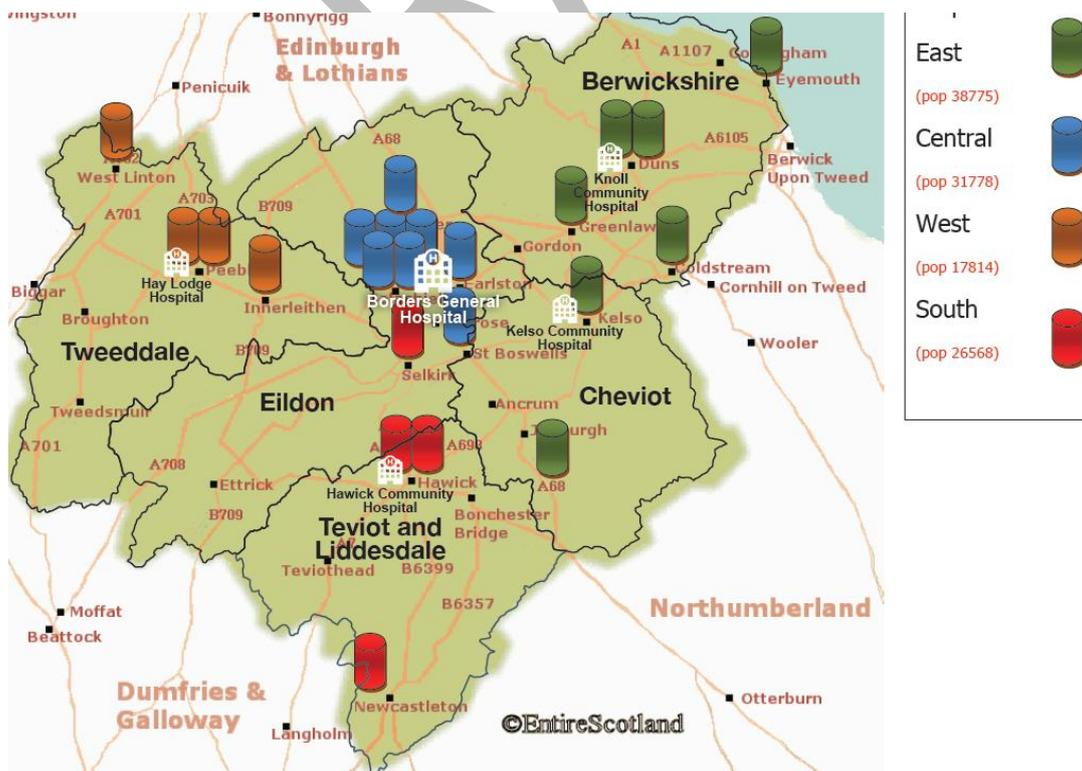 Bonnyrigg
Edinburgh
& Lothians
Penicuik
A1
A1107
Eyemouth
Berwickshire
A68
A6105
West Linton
Duns
Berwick
Upon Tweed
A701
A703
B709
Knoll
Community
Hospital
Greenlaw
Gordon
Coldstream
Hay Lodge
Hospital
Biggar
Innerleithen
Earlston
Borders General
Hospital
Cornhill on Tweed
Broughton
Kelso
Kelso Community
Hospital
Wooler
Tweeddale
B709
St Boswells
Selkirk
Eildon
Cheviot
Tweedsmuir
Ancrum
A701
A708
Ettrick
Hawick
A68
Hawick Community
Hospital
B709
Bonchester
Bridge
Teviot and
Liddesdale
A7
Teviothead
B6399
B6357
Moffat
Beattock
Northumberland
Dumfries &
Galloway
Newcastleton
Langholm
Otterburn
©EntireScotland
East
(pop 38775)
Central
(pop 31778)
West
(pop 17814)
South
(pop 26568)